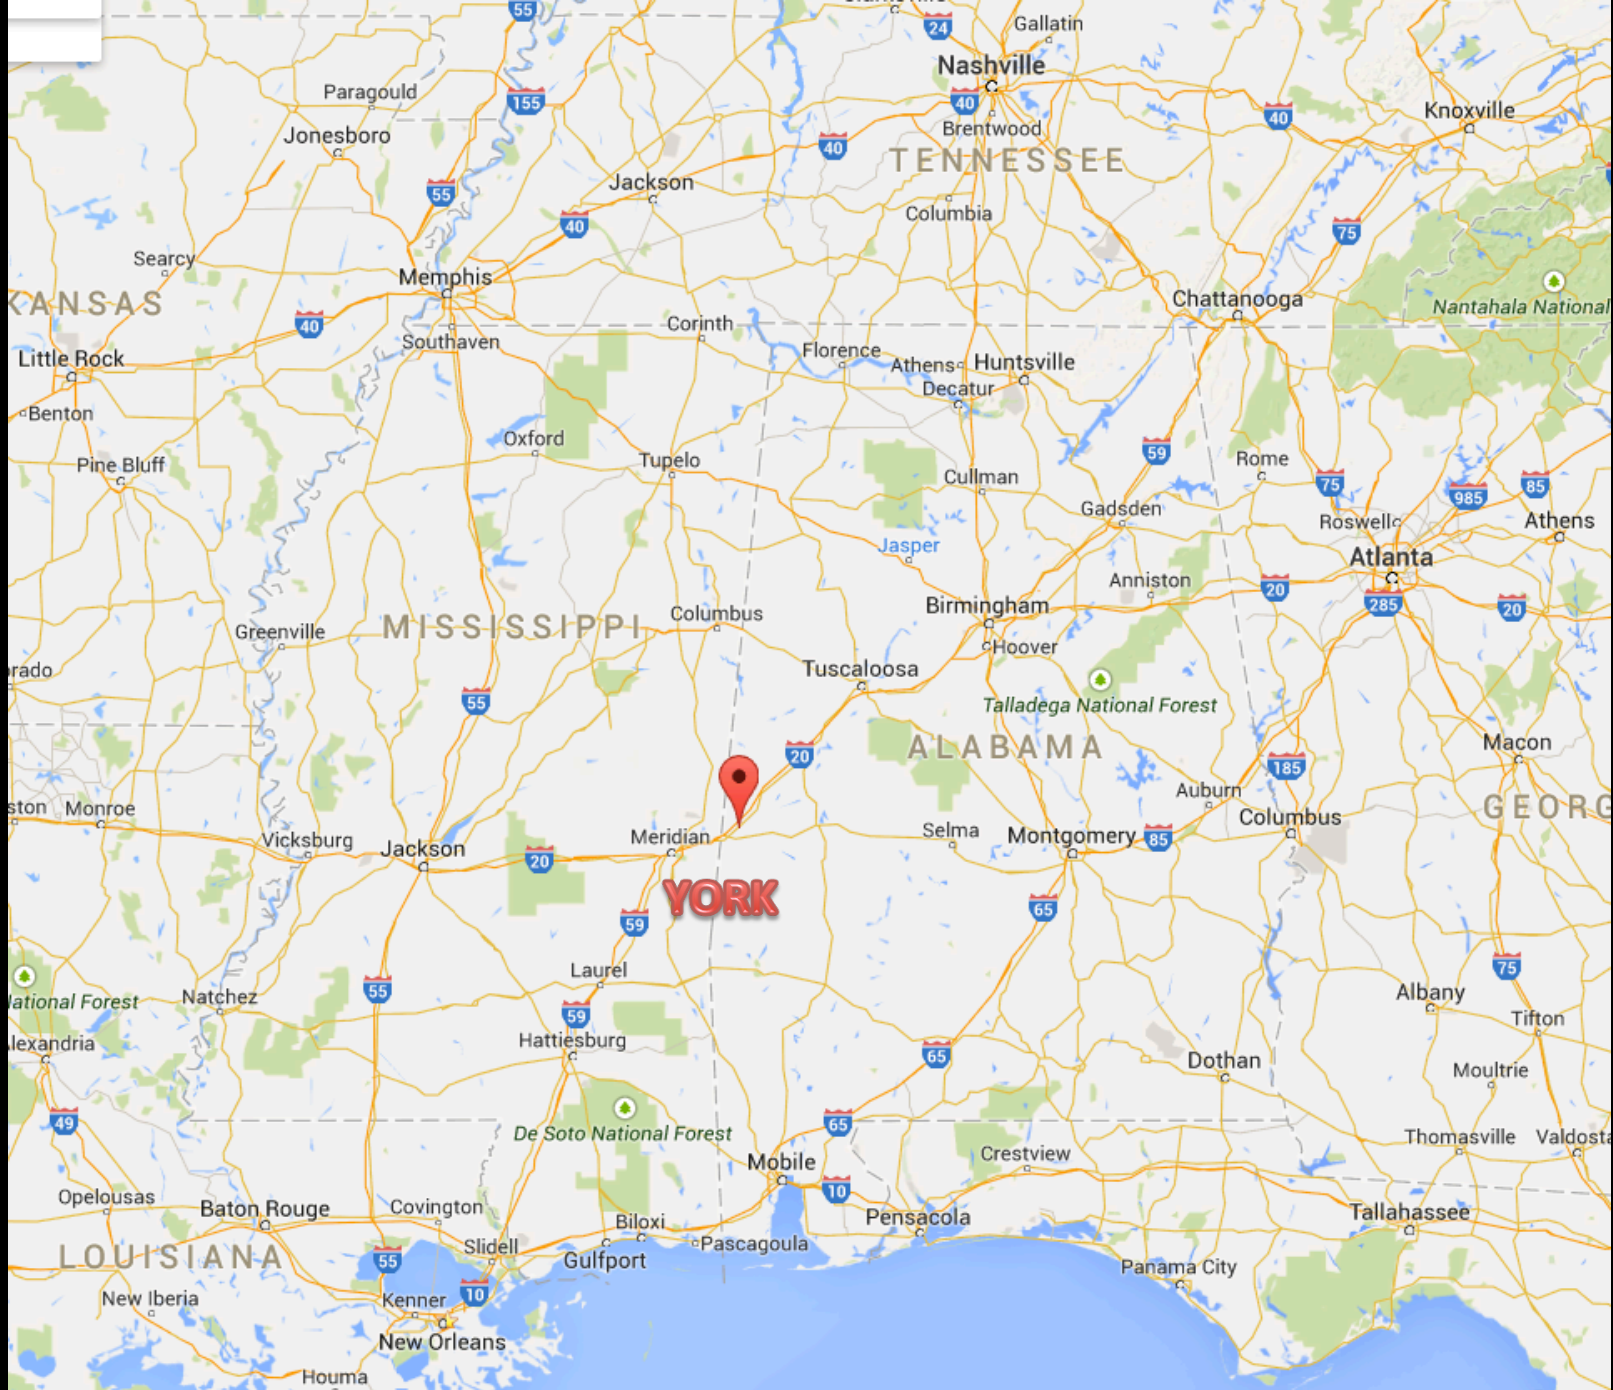 55
24
Gallatin
Nashville
Paragould
155
40
Knoxville
40
Brentwood
Jonesboro
40
TENNESSEE
Jackson
55
Columbia
40
75
Searcy
Memphis
Chattanooga
KANSAS
Nantahala National
40
Corinth
Southaven
Florence
Little Rock
Athens
Huntsville
Decatur
Benton
Oxford
59
Tupelo
Rome
Pine Bluff
Cullman
75
985
85
Gadsden
Roswell
Athens
Jasper
Atlanta
Anniston
20
Birmingham
285
20
Columbus
MISSISSIPPI
Greenville
Hoover
Tuscaloosa
orado
55
Talladega National Forest
ALABAMA
Macon
20
185
Auburn
GEORG
ston
Monroe
Columbus
Vicksburg
Jackson
Meridian
Selma
Montgomery
85
20
YORK
65
59
Laurel
75
55
Albany
Natchez
National Forest
59
Tifton
Hattiesburg
lexandria
65
Dothan
Moultrie
49
65
De Soto National Forest
Thomasville
Valdosta
Crestview
Mobile
10
Opelousas
Baton Rouge
Covington
Pensacola
Tallahassee
Biloxi
Slidell
Pascagoula
LOUISIANA
55
Gulfport
Panama City
10
New Iberia
Kenner
New Orleans
Houma